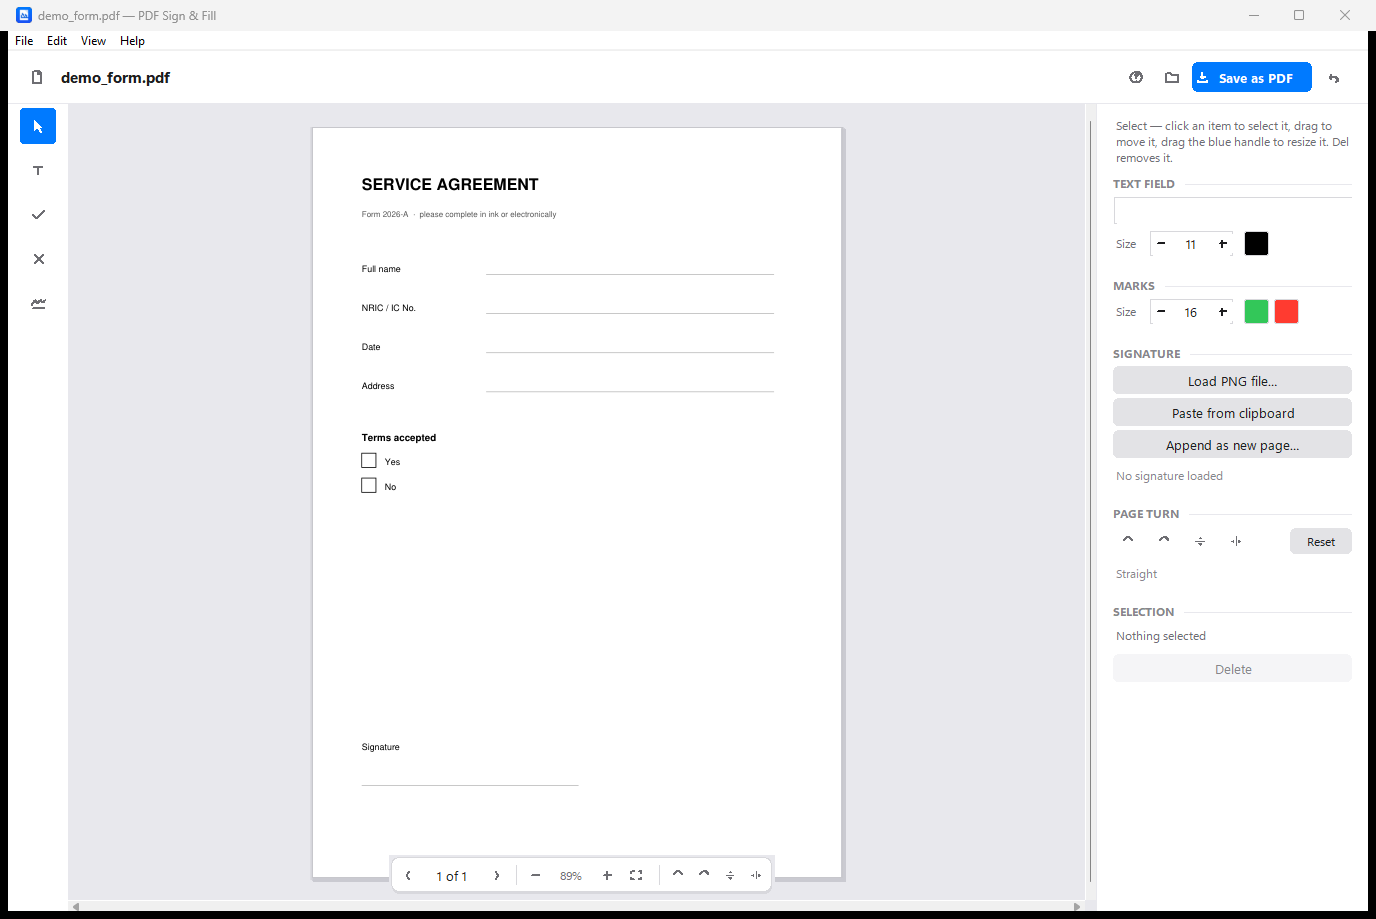 demo_form.pdf — PDF Sign & Fill
File Edit View Help
demo_form.pdf
Save as PDF
Select — click an item to select it, drag to
move it, drag the blue handle to resize it. Del
removes it.
TEXT FIELD
Size 11
MARKS
Size 16
SIGNATURE
Load PNG file...
Paste from clipboard
Append as new page...
No signature loaded
PAGE TURN
Reset
Straight
SELECTION
Nothing selected
Delete
SERVICE AGREEMENT
Form 2026-A · please complete in ink or electronically
Full name
NRIC / IC No.
Date
Address
Terms accepted
Yes
No
Signature
1 of 1
89%